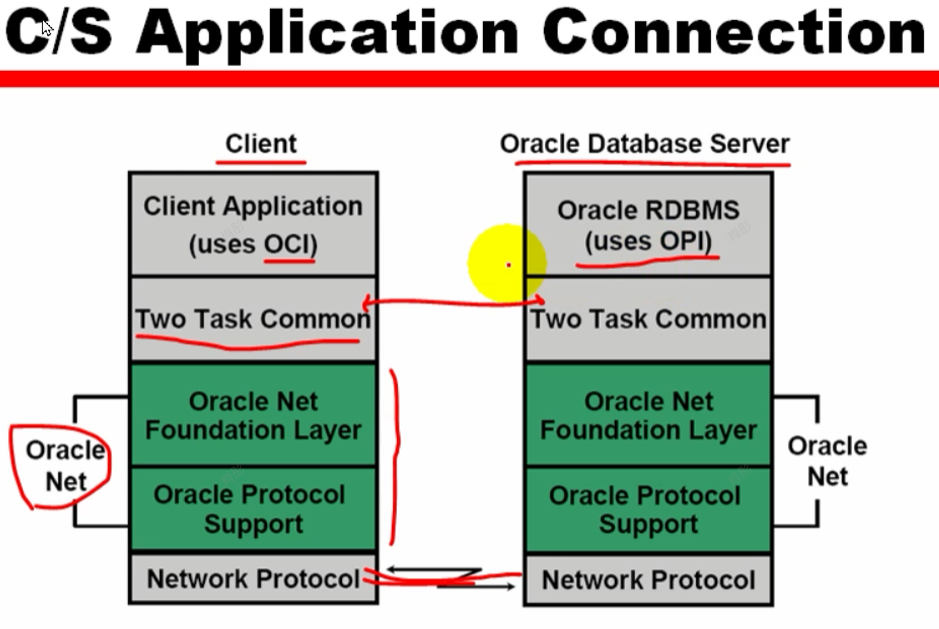 C/S Application Connection
Client
Oracle Database Server
Client Application
(uses OCI)
Oracle RDBMS
(uses OPI)
Two Task Common
Two Task Common
Oracle Net
Foundation Layer
Oracle Net
Foundation Layer
Oracle
Net
Oracle
Net
Oracle Protocol
Support
Oracle Protocol
Support
Network Protocol
Network Protocol